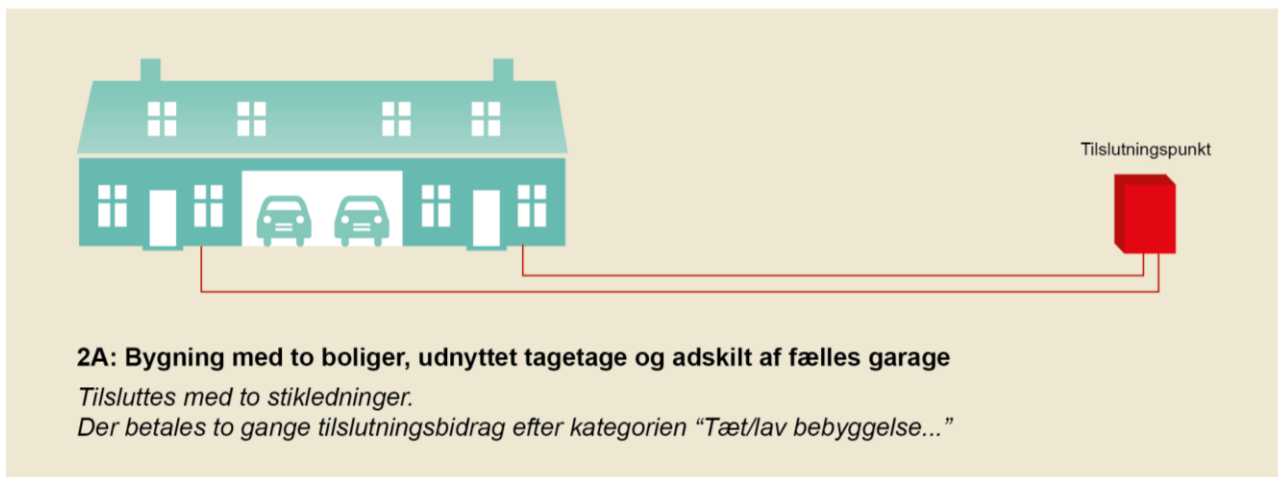 Tilslutningspunkt
2A: Bygning med to boliger, udnyttet tagetage og adskilt af fælles garage
Tilsluttes med to stikledninger.
Der betales to gange tilslutningsbidrag efter kategorien “Tæt/lav bebyggelse...”